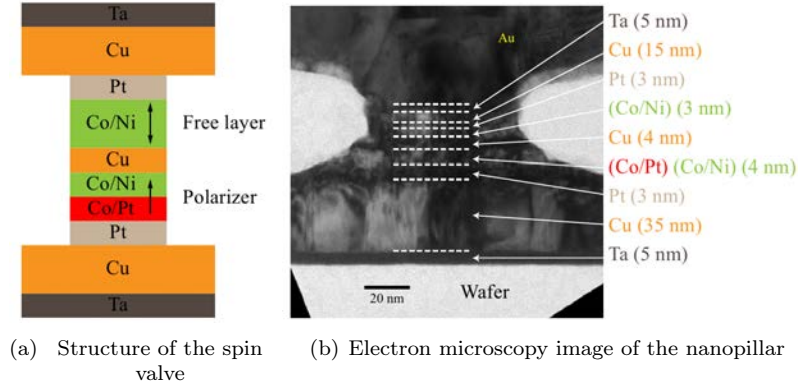 Ta
Cu
Pt
Co/Ni
Free layer
Cu
Co/Ni
Co/Pt
Polarizer
Pt
Cu
Ta
Au
20 nm
Wafer
Ta (5 nm)
Cu (15 nm)
Pt (3 nm)
(Co/Ni) (3 nm)
Cu (4 nm)
(Co/Pt) (Co/Ni) (4 nm)
Pt (3 nm)
Cu (35 nm)
Ta (5 nm)
(a) Structure of the spin
valve
(b) Electron microscopy image of the nanopillar